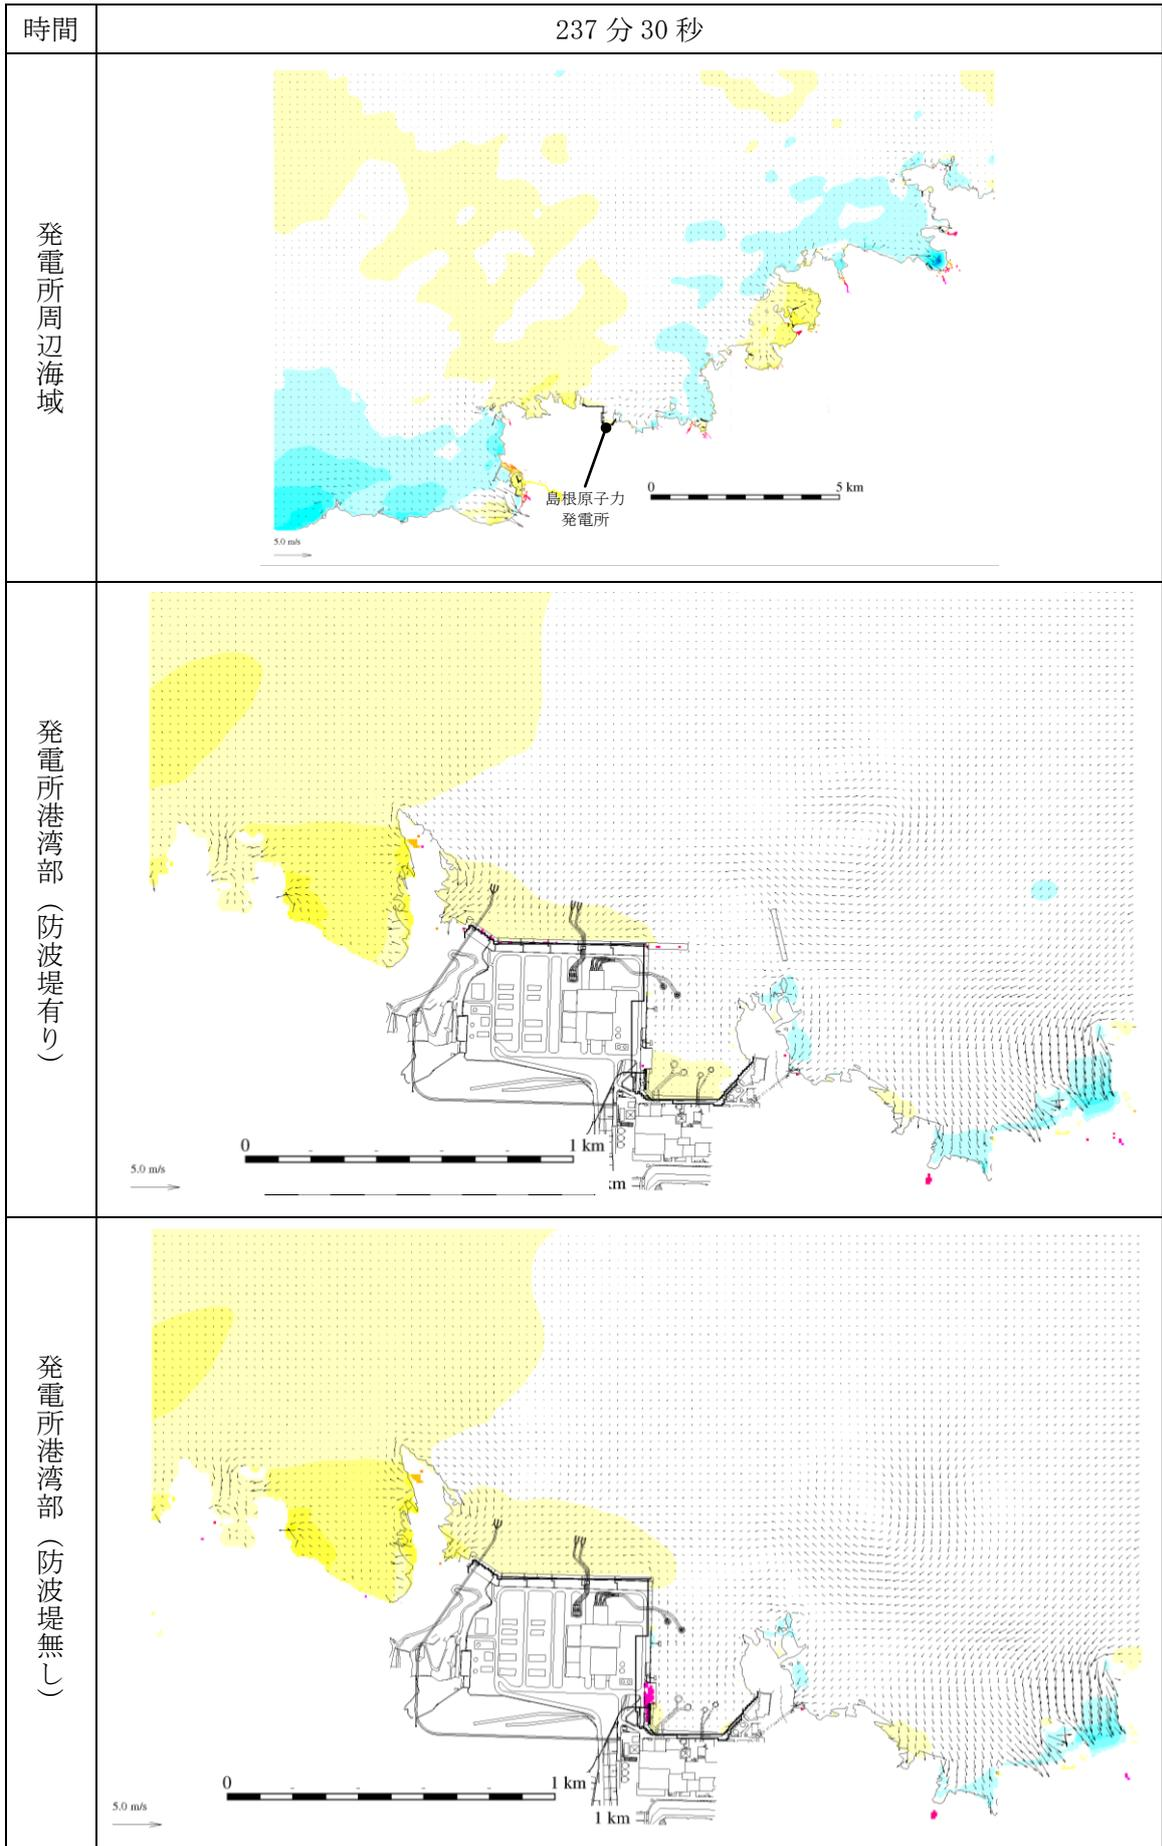 時間
237 分 30 秒
発電所周辺海域
島根原子力
発電所
0
5 km
5.0 m/s
発電所港湾部（防波堤有り）
0
1 km
5.0 m/s
km
発電所港湾部（防波堤無し）
0
1 km
5.0 m/s
1 km